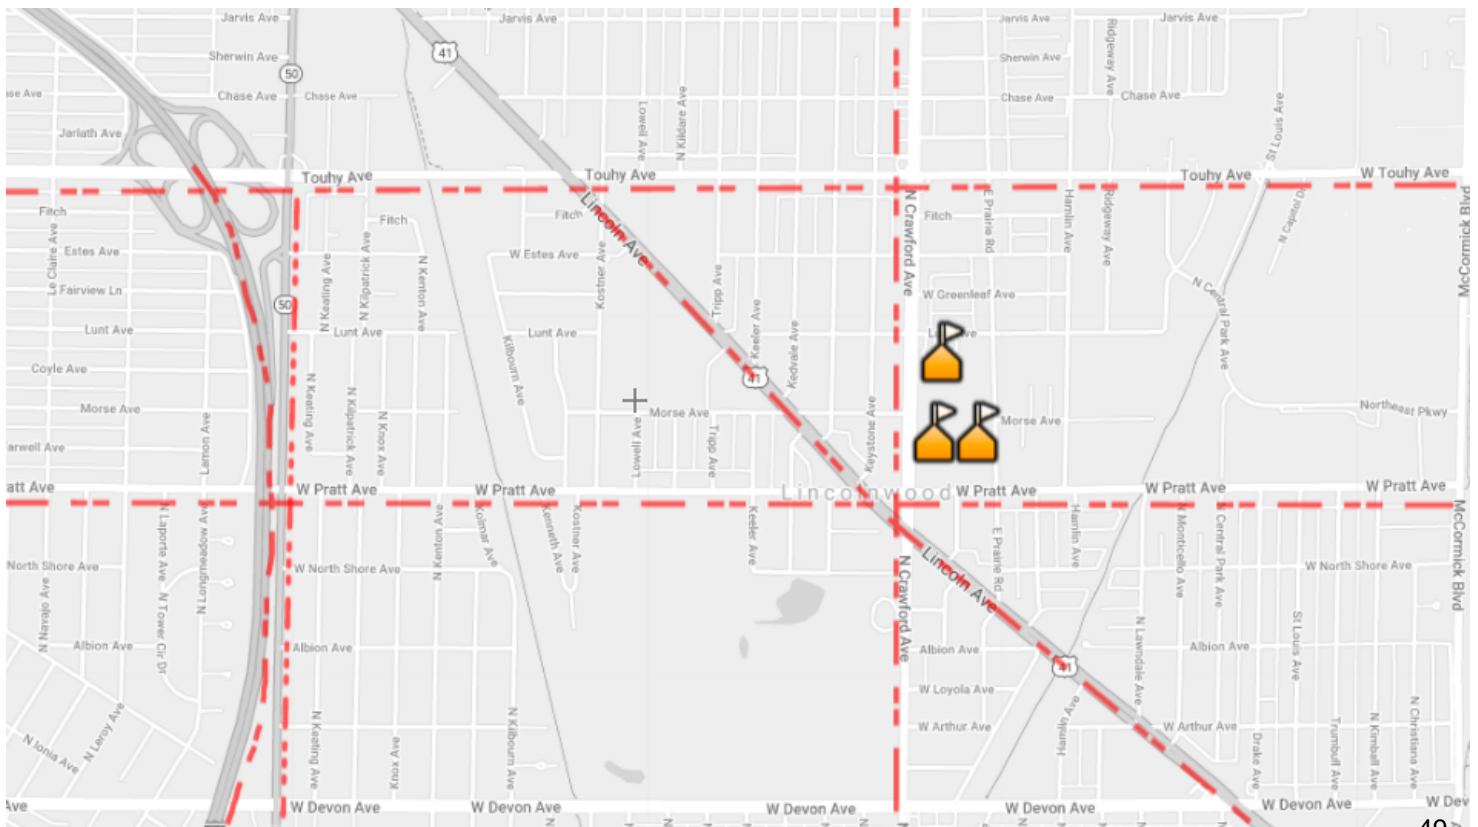 Jarvis Ave
Jarvis Ave
Jarvis Ave
Jarvis Ave
41
Sherwin Ave
Sherwin Ave
Ridgeway Ave
50
se Ave
Chase Ave
Chase Ave
Chase Ave
Chase Ave
Lowell Ave
N Kildare Ave
St Louis Ave
Jarlath Ave
Touhy Ave
Touhy Ave
Touhy Ave
W Touhy Ave
McCormick Blvd
Fitch
Fitch
Fitch
Fitch
Lincoln Ave
N Crawford Ave
E Prairie Rd
Hamlin Ave
Ridgeway Ave
N Capitol D
Le Claire Ave
Estes Ave
W Estes Ave
Kostner Ave
N Keating Ave
N Kilpatrick Ave
N Kenton Ave
Tripp Ave
Fairview Ln
W Greenleaf Ave
N Central Park Ave
50
Lunt Ave
Lunt Ave
Lunt Ave
Keeler Ave
Kedvale Ave
Kilbourn Ave
Coyle Ave
41
N Keating Ave
N Kilpatrick Ave
N Knox Ave
Morse Ave
Morse Ave
Morse Ave
Northeast Pkwy
Lamon Ave
Lowell Ave
Tripp Ave
Keystone Ave
arwell Ave
att Ave
W Pratt Ave
W Pratt Ave
Lincolnwood
W Pratt Ave
W Pratt Ave
W Pratt Ave
McCormick Blvd
N Laporte Ave
N Longmeadow Ave
N Kenton Ave
Kolmar Ave
Kenneth Ave
Kostner Ave
Keeler Ave
E Prairie Rd
Hamlin Ave
N Monticello Ave
N Central Park Ave
North Shore Ave
W North Shore Ave
W North Shore Ave
Lincoln Ave
N Crawford Ave
N Navajo Ave
N Tower Cir Dr
St Louis Ave
N Lawndale Ave
Albion Ave
Albion Ave
Albion Ave
Albion Ave
41
W Loyola Ave
N Ionia Ave
N Leroy Ave
N Keating Ave
Knox Ave
N Kilbourn Ave
W Arthur Ave
Hamlin Ave
W Arthur Ave
Drake Ave
Trumbull Ave
N Kimball Ave
N Christiana Ave
Ave
W Devon Ave
W Devon Ave
W Devon Ave
W Devon Ave
W Devon Ave
W Dev